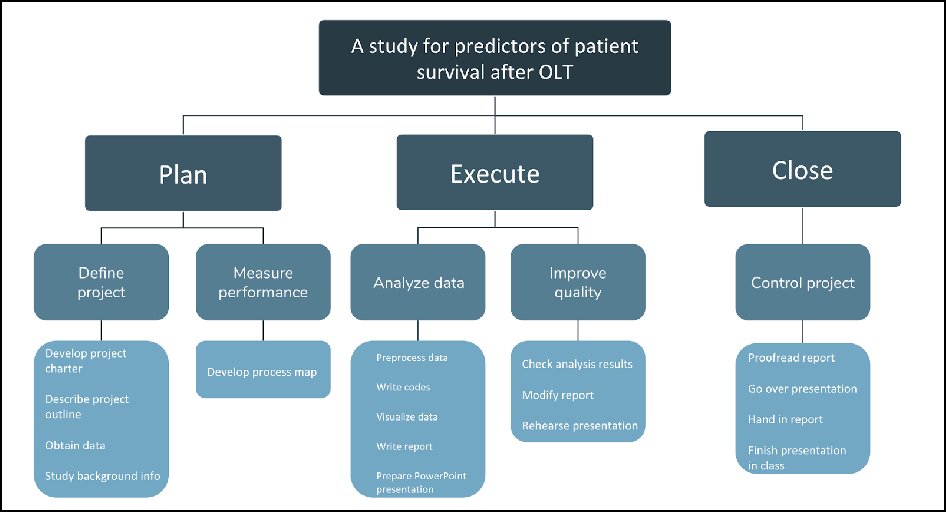 A study for predictors of patient
survival after OLT
Plan
Execute
Close
Define
project
Measure
performance
Analyze data
Improve
quality
Control project
Develop project
charter
Describe project
outline
Obtain data
Study background info
Develop process map
Preprocess data
Write codes
Visualize data
Write report
Prepare PowerPoint
presentation
Check analysis results
Modify report
Rehearse presentation
Proofread report
Go over presentation
Hand in report
Finish presentation
in class